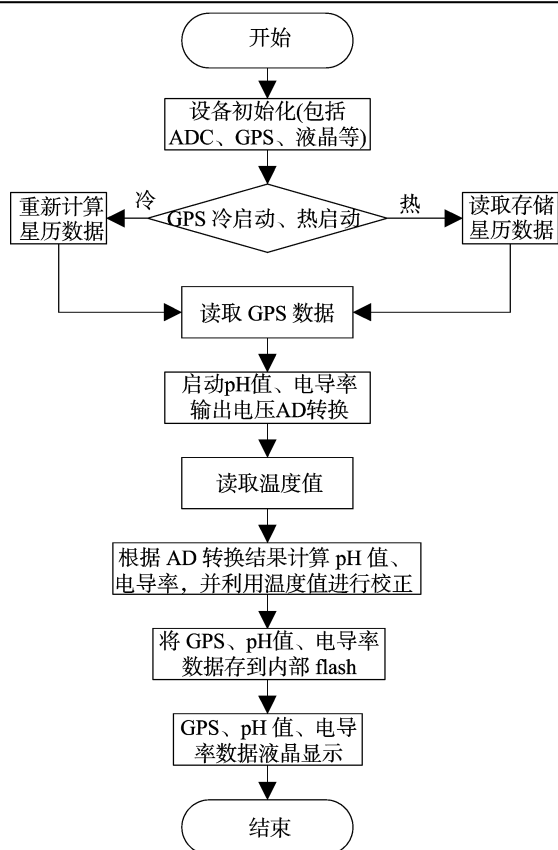 开始
设备初始化(包括
ADC、GPS、液晶等)
冷
GPS 冷启动、热启动
热
重新计算
星历数据
读取存储
星历数据
读取 GPS 数据
启动pH值、电导率
输出电压AD转换
读取温度值
根据 AD 转换结果计算 pH 值、
电导率，并利用温度值进行校正
将 GPS、pH值、电导率
数据存到内部 flash
GPS、pH 值、电导
率数据液晶显示
结束